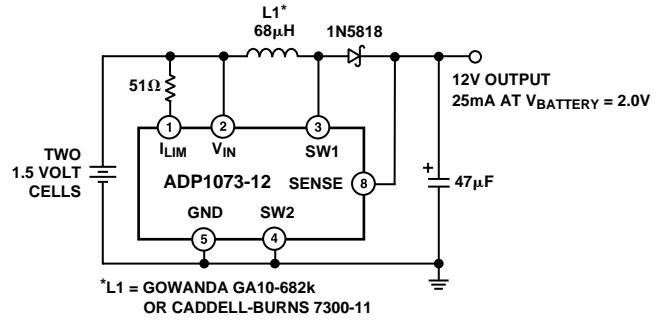 L1*
68µH
1N5818
51Ω
12V OUTPUT
25mA AT VBATTERY = 2.0V
1
2
3
ILIM
VIN
SW1
TWO
1.5 VOLT
CELLS
ADP1073-12
SENSE
8
+
47µF
GND
SW2
5
4
*L1 = GOWANDA GA10-682k
OR CADDELL-BURNS 7300-11